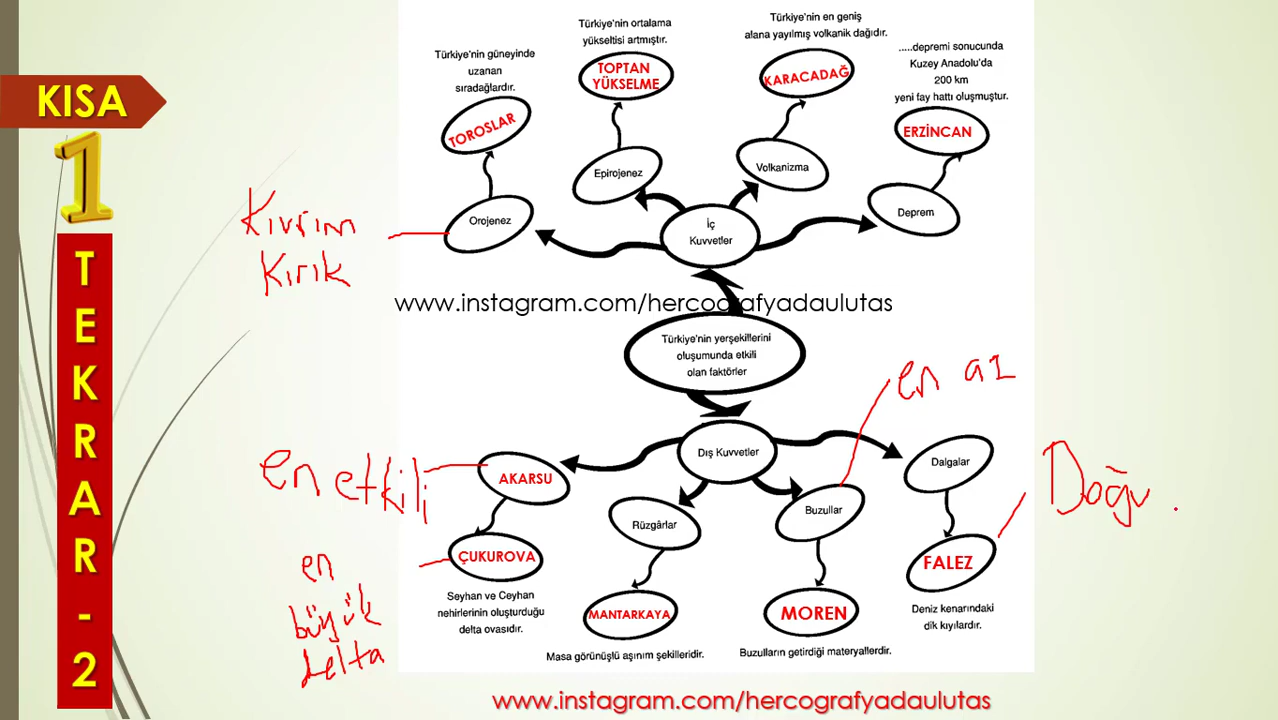 KISA
1
TEKRAR-2
Türkiye'nin güneyinde
uzanan
sıradağlardır.
TOROSLAR
Orojenez
Türkiye'nin ortalama
yükseltisi artmıştır.
TOPTAN
YÜKSELME
Epirojenez
Türkiye'nin en geniş
alana yayılmış volkanik dağıdır.
KARACADAĞ
Volkanizma
.....depremi sonucunda
Kuzey Anadolu'da
200 km
yeni fay hattı oluşmuştur.
ERZİNCAN
Deprem
İç
Kuvvetler
Kıvrım
Kırık
www.instagram.com/hercografyadaulutas
Türkiye'nin yerşekillerini
oluşumunda etkili
olan faktörler
en az
Dış Kuvvetler
en etkili
AKARSU
ÇUKUROVA
Seyhan ve Ceyhan
nehirlerinin oluşturduğu
delta ovasıdır.
en
büyük
delta
Rüzgârlar
MANTARKAYA
Masa görünüşlü aşınım şekilleridir.
Buzullar
MOREN
Buzulların getirdiği materyallerdir.
Dalgalar
FALEZ
Deniz kenarındaki
dik kıyılardır.
Doğu
www.instagram.com/hercografyadaulutas